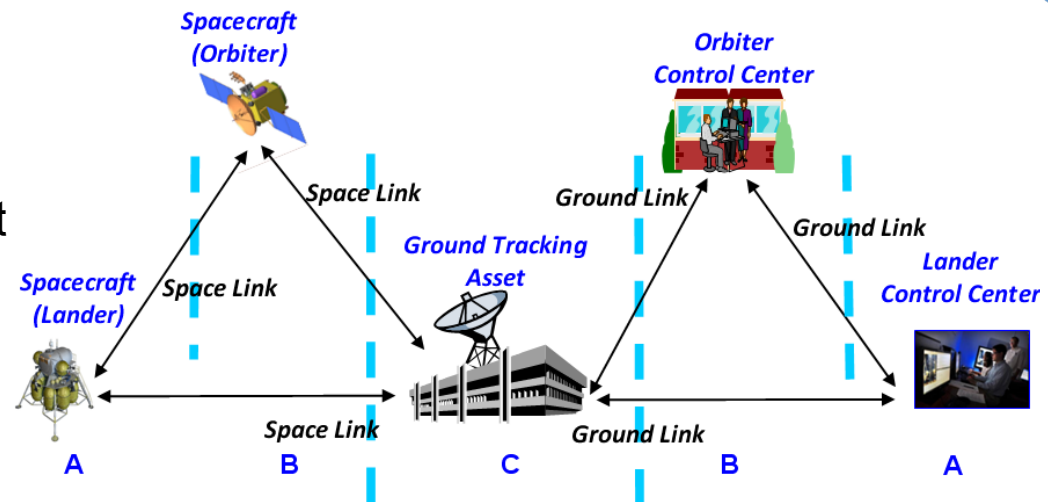 Spacecraft
(Orbiter)
Orbiter
Control Center
Space Link
Ground Link
t
Ground Link
Ground Tracking
Asset
Spacecraft
(Lander)
Space Link
Lander
Control Center
Space Link
Ground Link
A
B
C
B
A